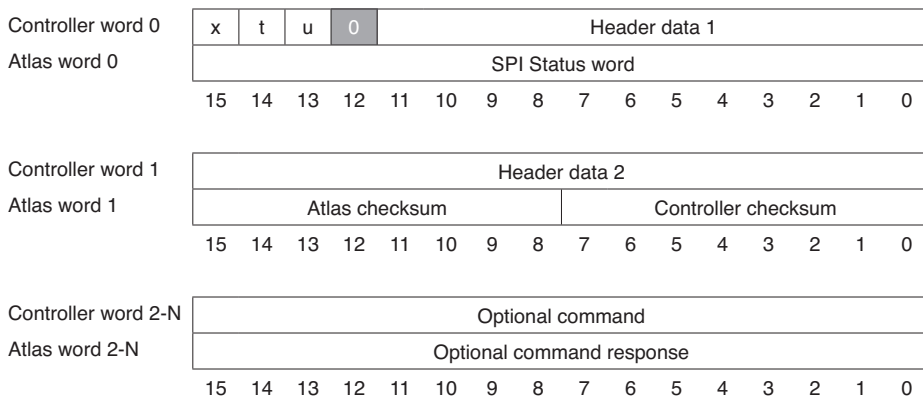 Controller word 0 x t u 0 Header data 1
Atlas word 0 SPI Status word
15 14 13 12 11 10 9 8 7 6 5 4 3 2 1 0
Controller word 1 Header data 2
Atlas word 1 Atlas checksum Controller checksum
15 14 13 12 11 10 9 8 7 6 5 4 3 2 1 0
Controller word 2-N Optional command
Atlas word 2-N Optional command response
15 14 13 12 11 10 9 8 7 6 5 4 3 2 1 0